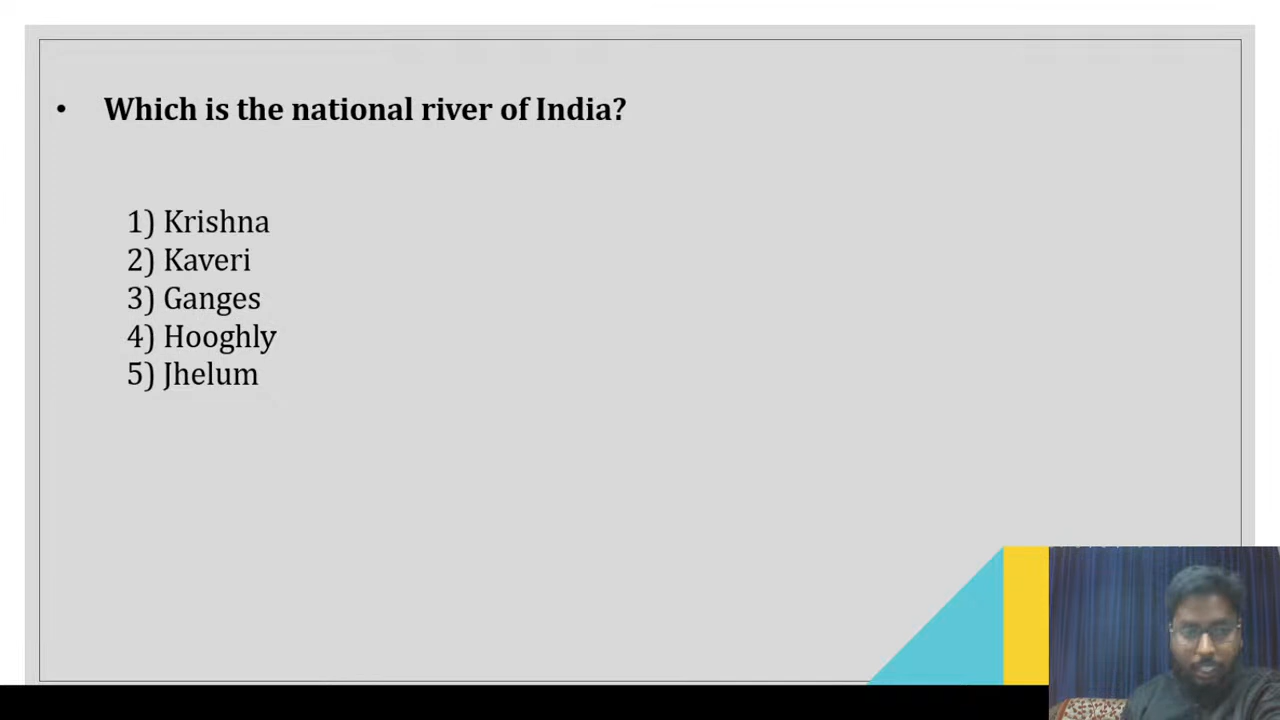 • Which is the national river of India?
1) Krishna
2) Kaveri
3) Ganges
4) Hooghly
5) Jhelum